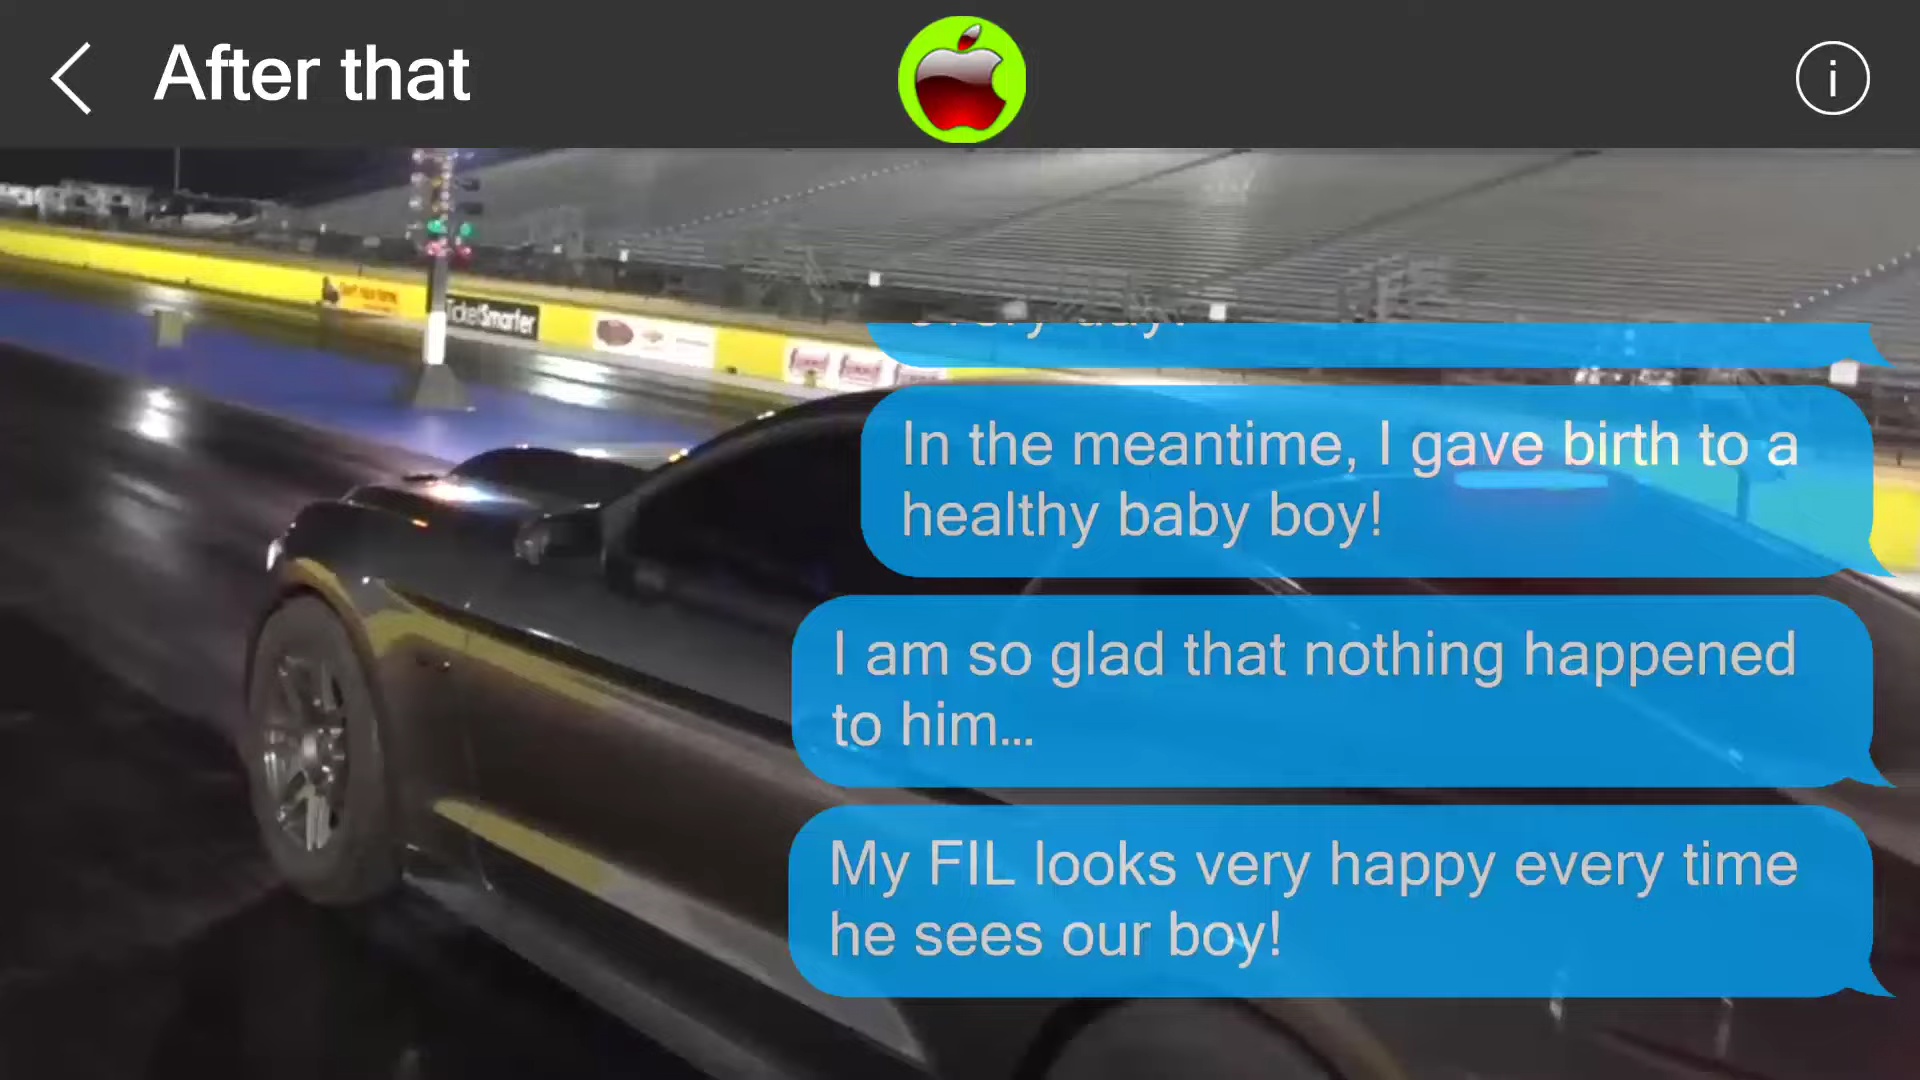 After that
TicketSmarter
In the meantime, I gave birth to a
healthy baby boy!
I am so glad that nothing happened
to him...
My FIL looks very happy every time
he sees our boy!